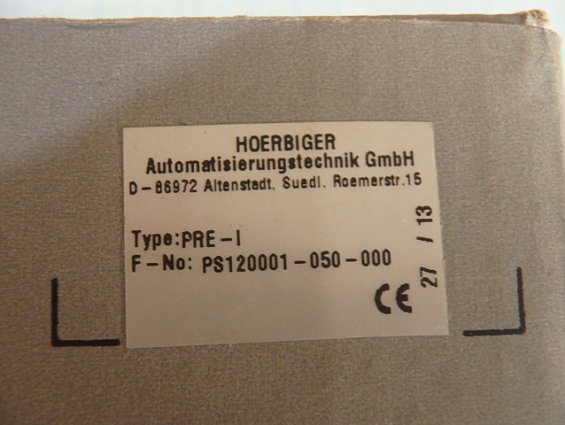 HOERBIGER
Automatisierungstechnik GmbH
D-86972 Altenstadt, Suedl. Roemerstr.15
Type:PRE-I
F-No: PS120001-050-000
CE
27 / 13